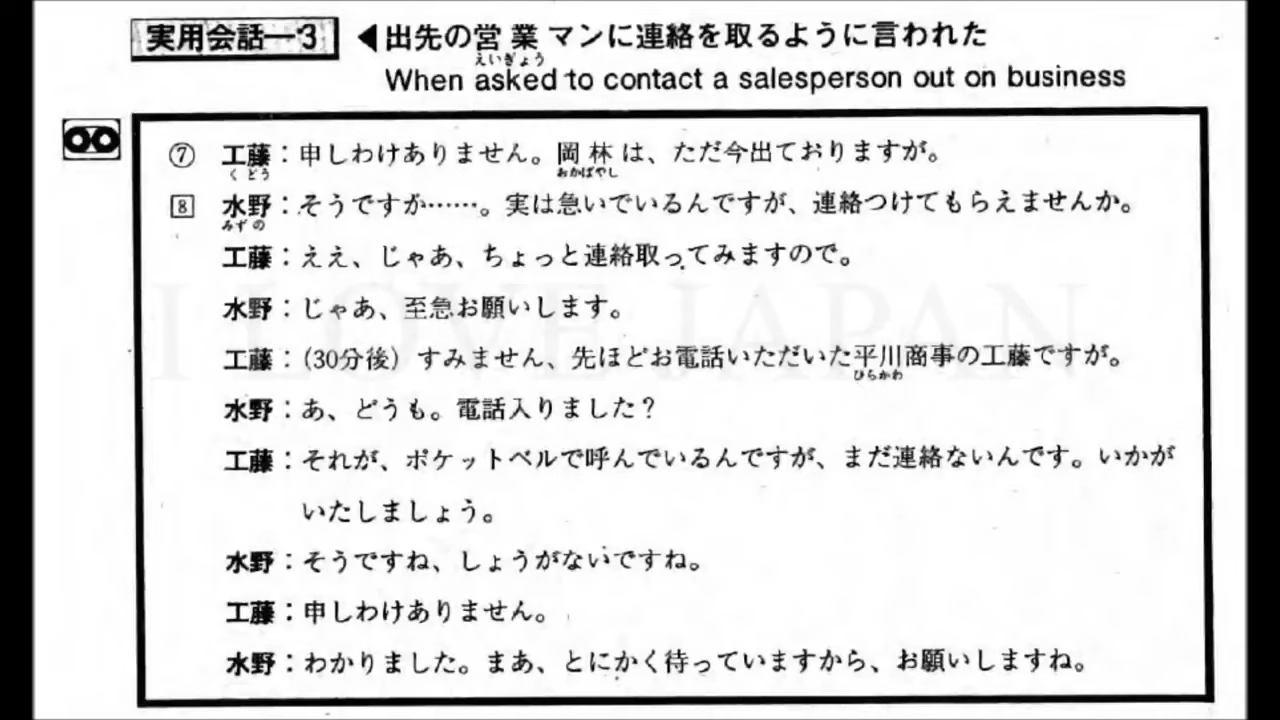 実用会話―3 ◀出先の営業マンに連絡を取るように言われた
えいぎょう
When asked to contact a salesperson out on business
⑦ 工藤：申しわけありません。岡林は、ただ今出ておりますが。
くどう おかばやし
8 水野：そうですか……。実は急いでいるんですが、連絡つけてもらえませんか。
みずの
工藤：ええ、じゃあ、ちょっと連絡取ってみますので。
水野：じゃあ、至急お願いします。
I LOVE JAPAN
工藤：(30分後) すみません、先ほどお電話いただいた平川商事の工藤ですが。
ひらかわ
水野：あ、どうも。電話入りました？
工藤：それが、ポケットベルで呼んでいるんですが、まだ連絡ないんです。いかが
いたしましょう。
水野：そうですね、しょうがないですね。
工藤：申しわけありません。
水野：わかりました。まあ、とにかく待っていますから、お願いしますね。